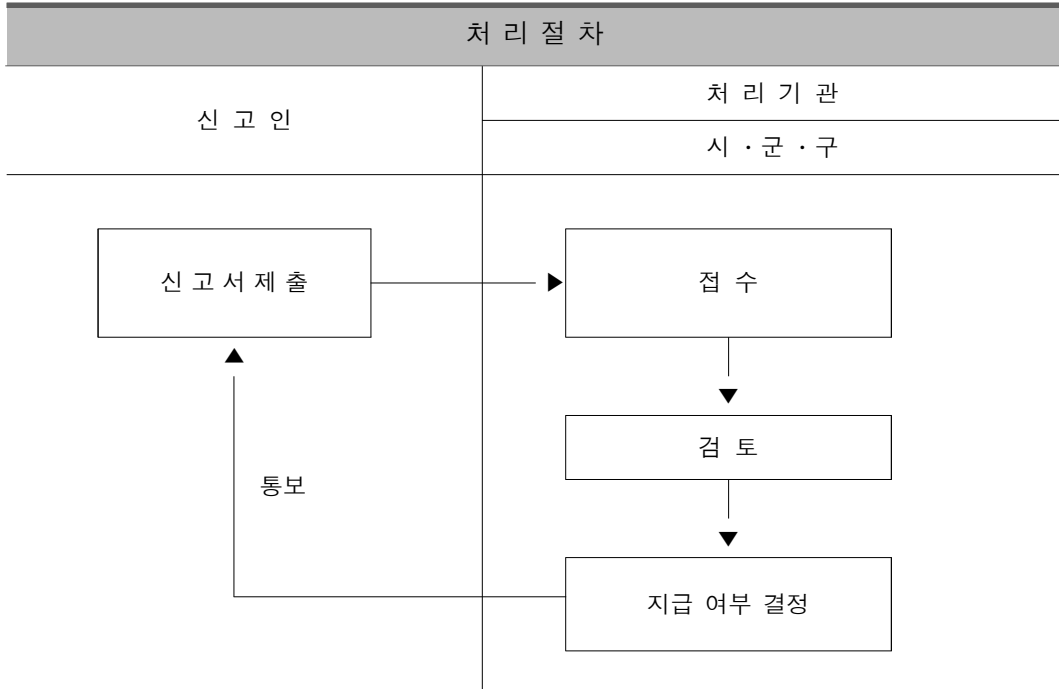 처 리 절 차
신 고 인
처 리 기 관
시 · 군 · 구
신 고 서 제 출
접 수
검 토
통보
지급 여부 결정